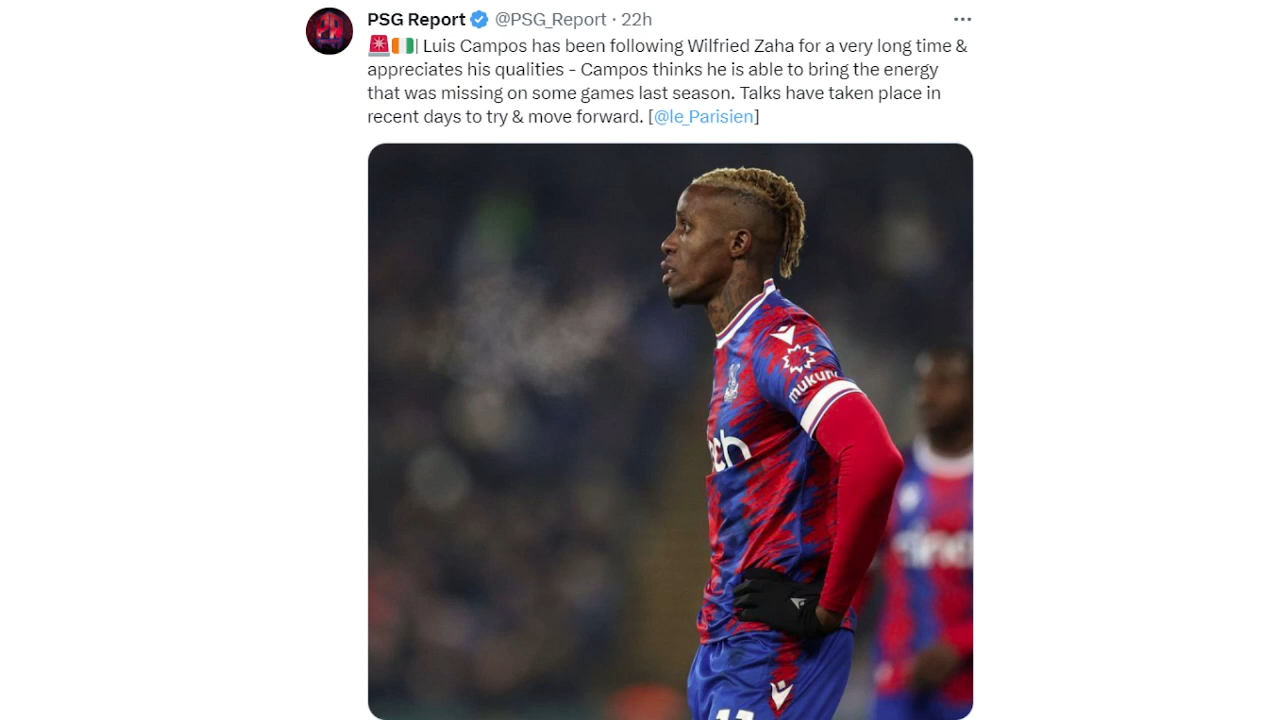 PSG Report @PSG_Report · 22h
🚨🇨🇮| Luis Campos has been following Wilfried Zaha for a very long time &
appreciates his qualities - Campos thinks he is able to bring the energy
that was missing on some games last season. Talks have taken place in
recent days to try & move forward. [@le_Parisien]
mukuru